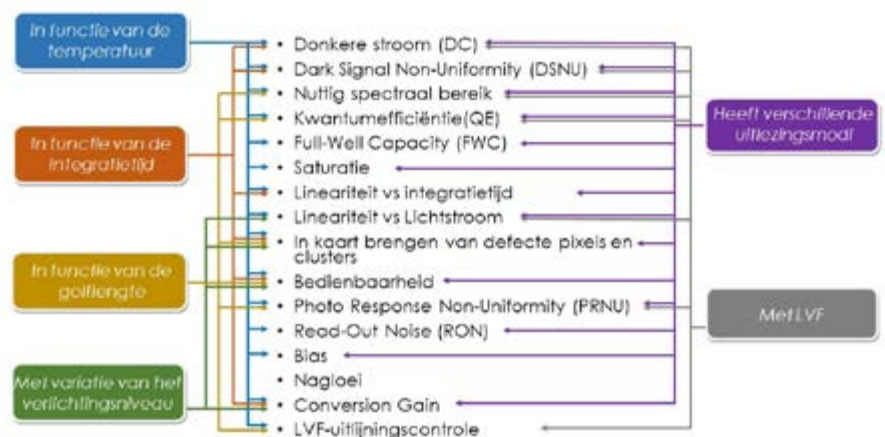 In functie van de
temperatuur
In functie van de
integratietijd
In functie van de
golflengte
Met variatie van het
verlichtingsniveau
• Donkere stroom (DC)
• Dark Signal Non-Uniformity (DSNU)
• Nuttig spectraal bereik
• Kwantumefficiëntie(QE)
• Full-Well Capacity (FWC)
• Saturatie
• Lineariteit vs integratietijd
• Lineariteit vs Lichtstroom
• In kaart brengen van defecte pixels en
clusters
• Bedienbaarheid
• Photo Response Non-Uniformity (PRNU)
• Read-Out Noise (RON)
• Bias
• Nagloei
• Conversion Gain
• LVF-uitlijningscontrole
Heeft verschillende
uitlezingsmodi
Met LVF